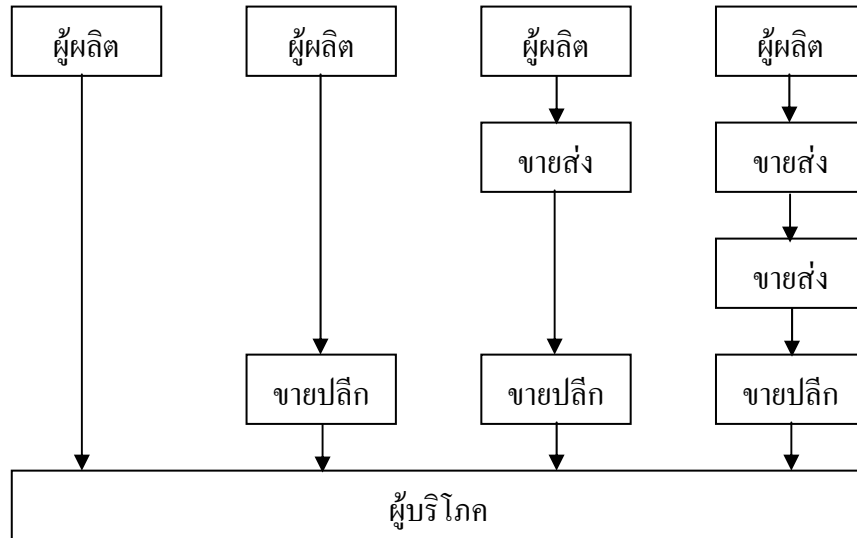 ผู้ผลิต ผู้ผลิต ผู้ผลิต ผู้ผลิต
ขายส่ง ขายส่ง
ขายส่ง
ขายปลีก ขายปลีก ขายปลีก
ผู้บริโภค